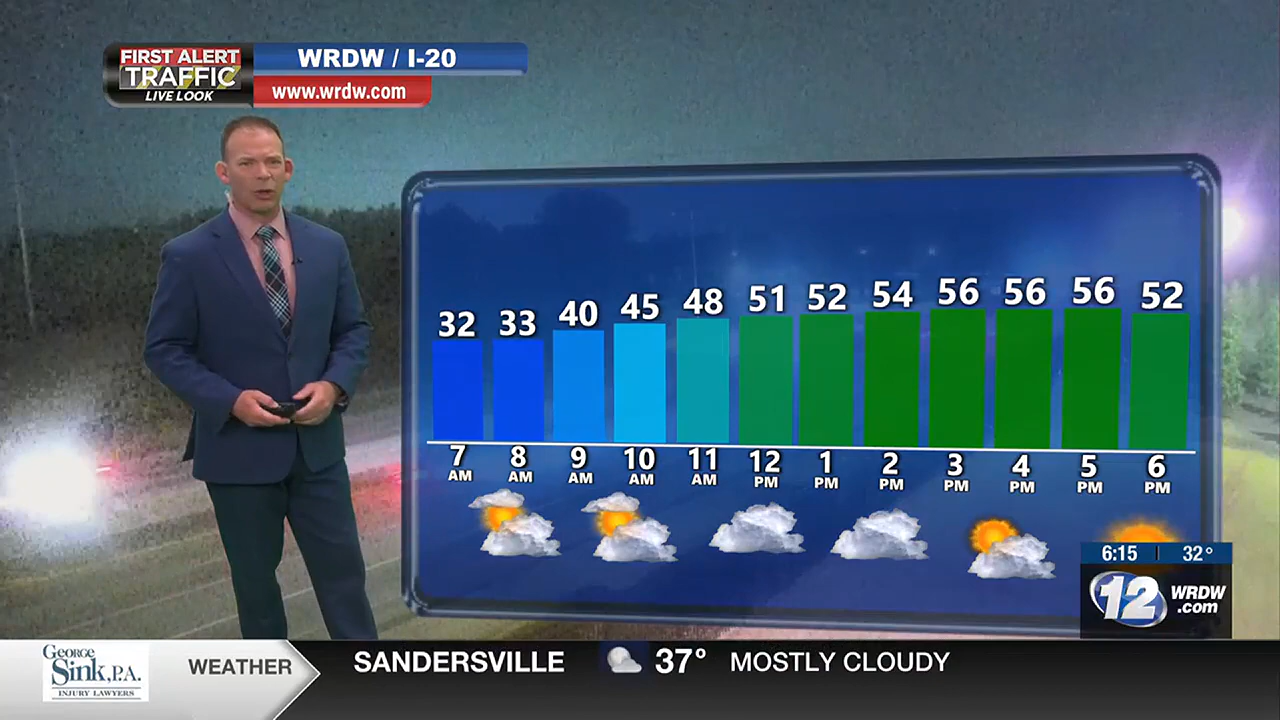 FIRST ALERT
TRAFFIC
LIVE LOOK
WRDW / I-20
www.wrdw.com
32 33 40 45 48 51 52 54 56 56 56 52
7 8 9 10 11 12 1 2 3 4 5 6
AM AM AM AM AM PM PM PM PM PM PM PM
6:15 | 32°
12 WRDW
.com
GEORGE
Sink, P.A.
INJURY LAWYERS
WEATHER
SANDERSVILLE 37° MOSTLY CLOUDY